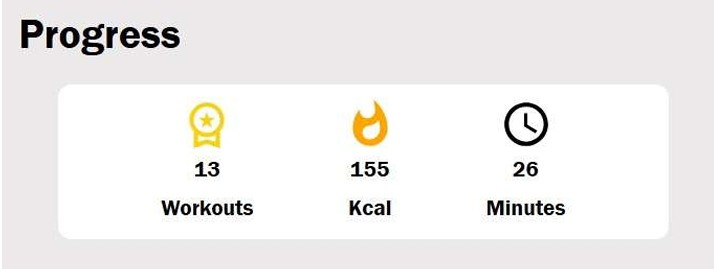 Progress
13 155 26
Workouts Kcal Minutes